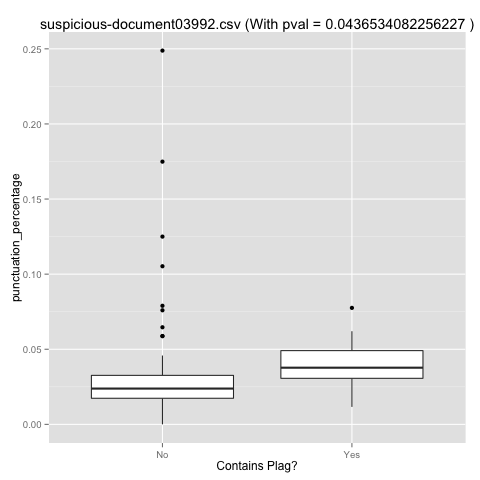 suspicious-document03992.csv (With pval = 0.0436534082256227 )
punctuation_percentage
0.25
0.20
0.15
0.10
0.05
0.00
No
Yes
Contains Plag?